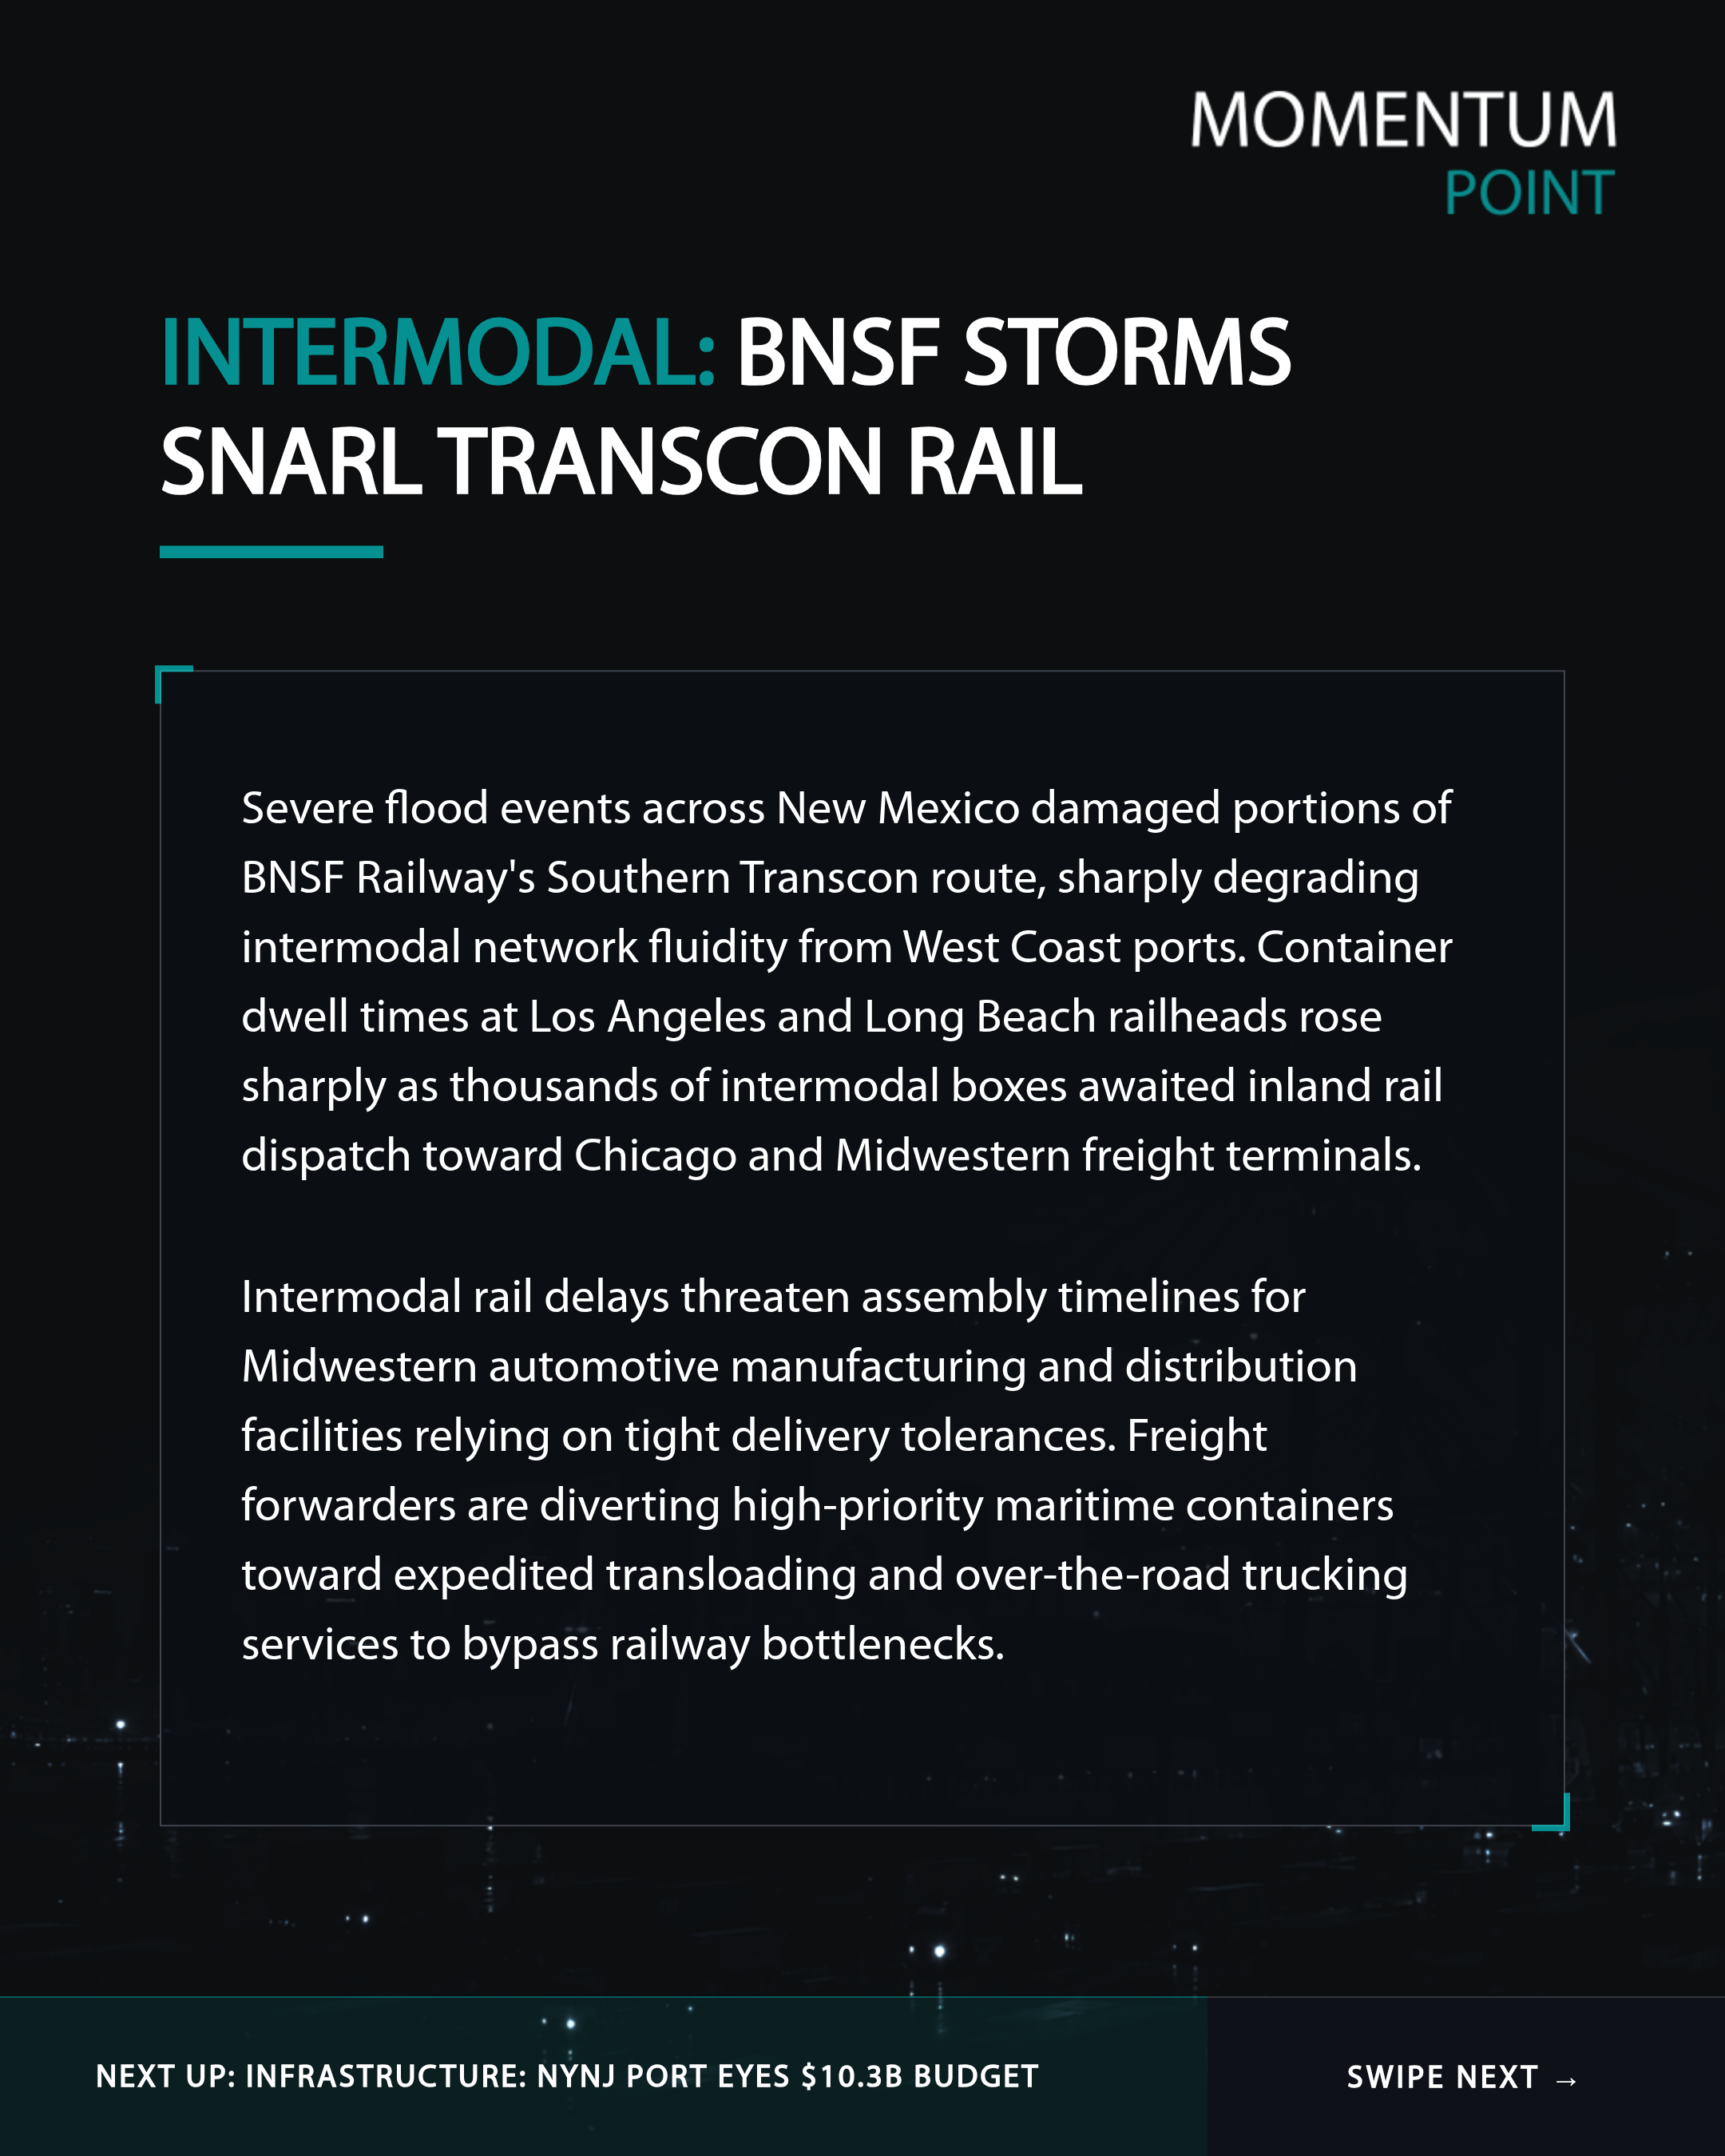 MOMENTUM
POINT
INTERMODAL: BNSF STORMS
SNARL TRANSCON RAIL
Severe flood events across New Mexico damaged portions of
BNSF Railway's Southern Transcon route, sharply degrading
intermodal network fluidity from West Coast ports. Container
dwell times at Los Angeles and Long Beach railheads rose
sharply as thousands of intermodal boxes awaited inland rail
dispatch toward Chicago and Midwestern freight terminals.
Intermodal rail delays threaten assembly timelines for
Midwestern automotive manufacturing and distribution
facilities relying on tight delivery tolerances. Freight
forwarders are diverting high-priority maritime containers
toward expedited transloading and over-the-road trucking
services to bypass railway bottlenecks.
NEXT UP: INFRASTRUCTURE: NYNJ PORT EYES $10.3B BUDGET
SWIPE NEXT →